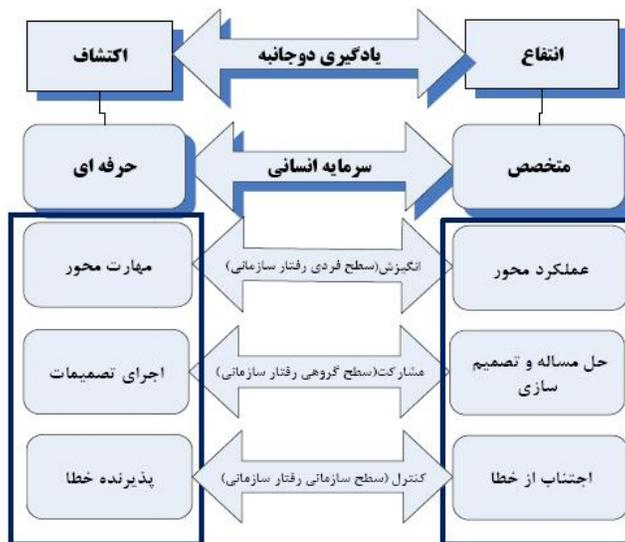 انتفاع
یادگیری دوجانبه
اکتشاف
متخصص
سرمایه انسانی
حرفه ای
عملکرد محور
انگیزش(سطح فردی رفتار سازمانی)
مهارت محور
حل مساله و تصمیم
سازی
مشارکت(سطح گروهی رفتار سازمانی)
اجرای تصمیمات
اجتناب از خطا
کنترل (سطح سازمانی رفتار سازمانی)
پذیرنده خطا